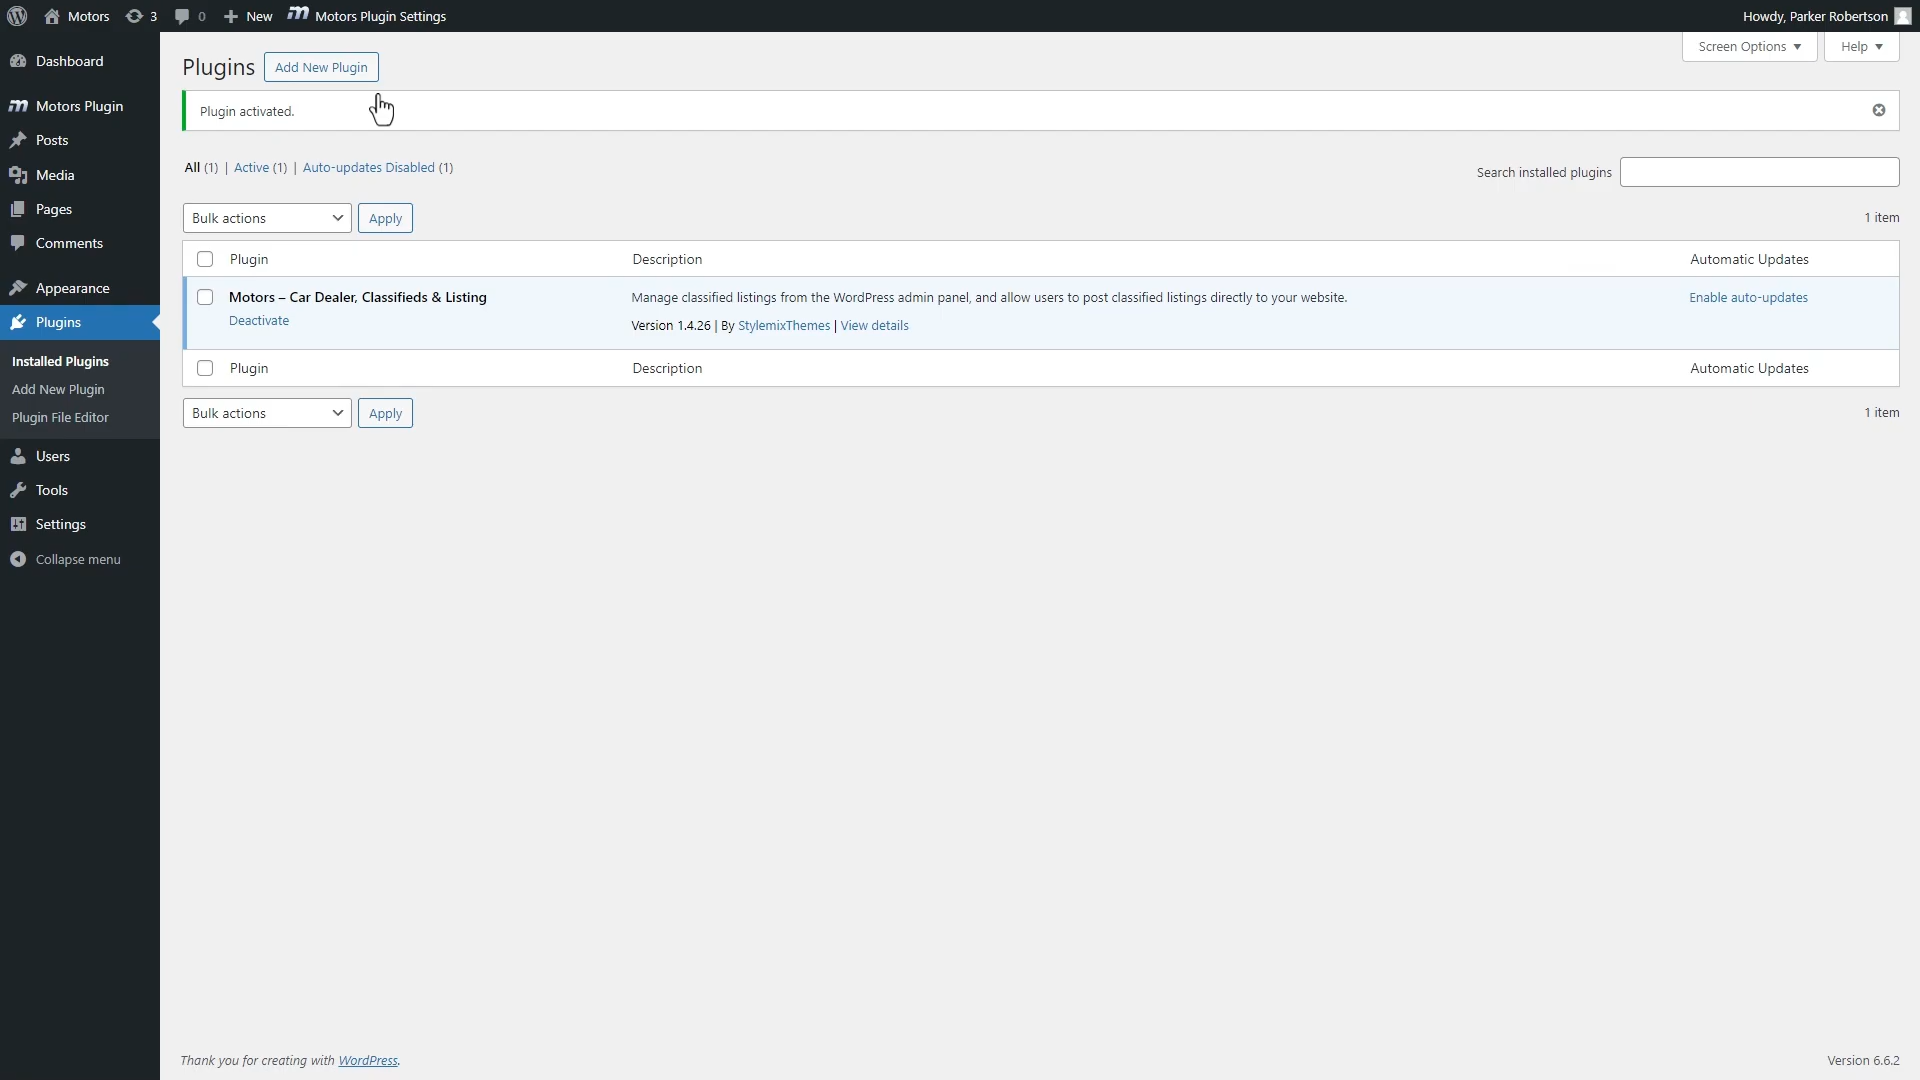 Motors 3 0 New Motors Plugin Settings Howdy, Parker Robertson
Dashboard
Motors Plugin
Posts
Media
Pages
Comments
Appearance
Plugins
Installed Plugins
Add New Plugin
Plugin File Editor
Users
Tools
Settings
Collapse menu
Screen Options Help
Plugins Add New Plugin
Plugin activated.
All (1) | Active (1) | Auto-updates Disabled (1)
Search installed plugins
Bulk actions Apply 1 item
Plugin Description Automatic Updates
Motors – Car Dealer, Classifieds & Listing Manage classified listings from the WordPress admin panel, and allow users to post classified listings directly to your website. Enable auto-updates
Deactivate Version 1.4.26 | By StylemixThemes | View details
Plugin Description Automatic Updates
Bulk actions Apply 1 item
Thank you for creating with WordPress. Version 6.6.2